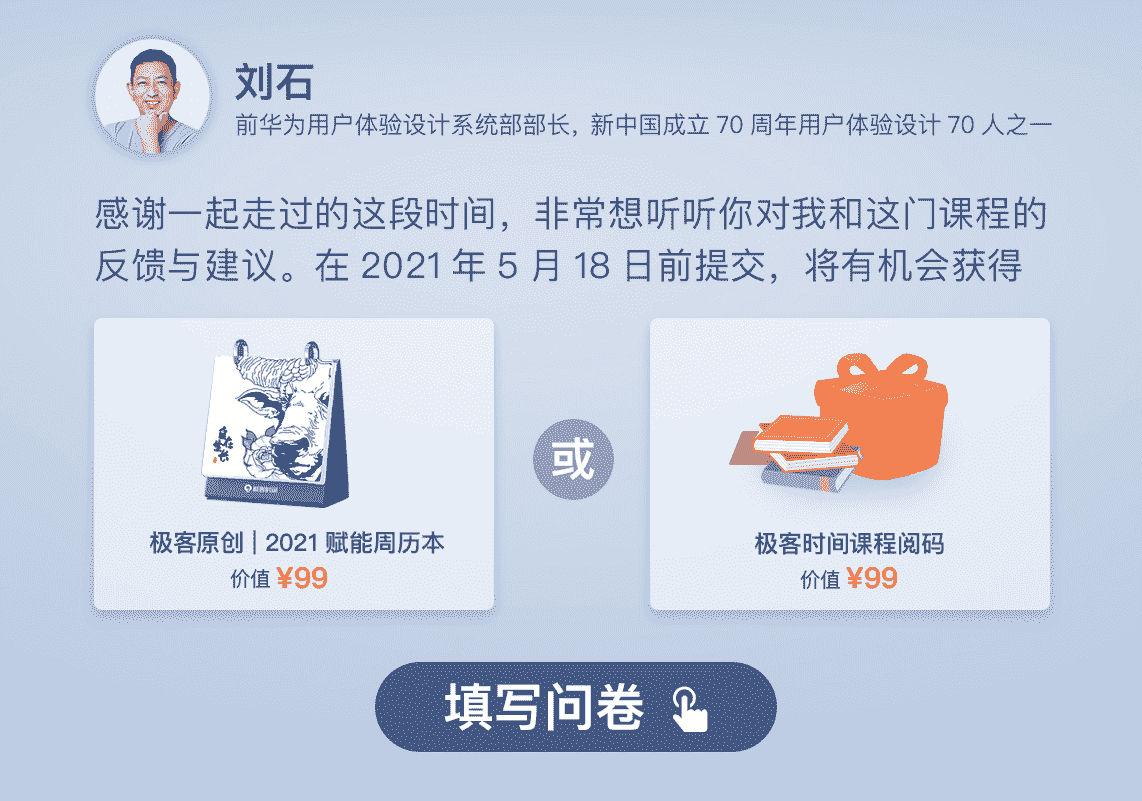 刘石
前华为用户体验设计系统部部长，新中国成立 70 周年用户体验设计 70 人之一
感谢一起走过的这段时间，非常想听听你对我和这门课程的
反馈与建议。在 2021 年 5 月 18 日前提交，将有机会获得
或
极客原创 | 2021 赋能周历本
价值 ¥99
极客时间课程阅码
价值 ¥99
填写问卷